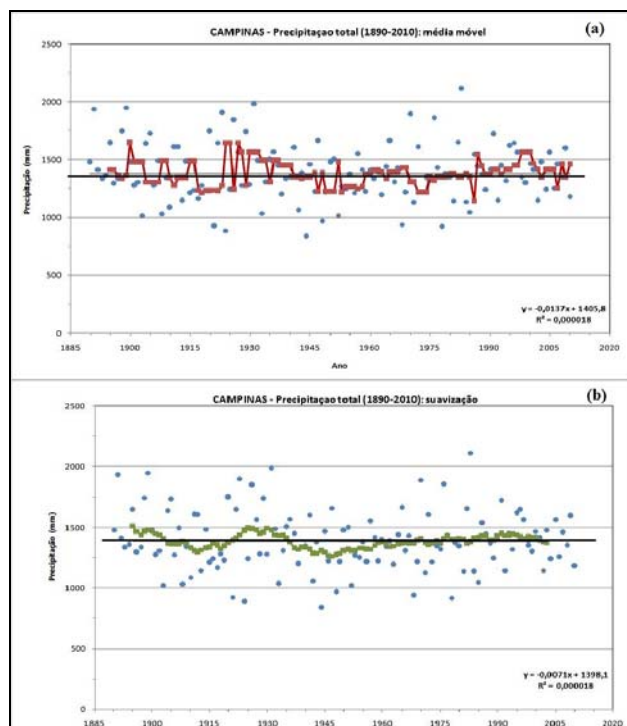 CAMPINAS - Precipitaçao total (1890-2010): média móvel
(a)
2500
2000
1500
1000
500
0
Precipitação (mm)
y = -0,0137x + 1405,8
R² = 0,000018
1885 1900 1915 1930 1945 1960 1975 1990 2005 2020
Ano
CAMPINAS - Precipitaçao total (1890-2010): suavização
(b)
2500
2000
1500
1000
500
0
Precipitação (mm)
y = -0,0071x + 1398,1
R² = 0,000018
1885 1900 1915 1930 1945 1960 1975 1990 2005 2020